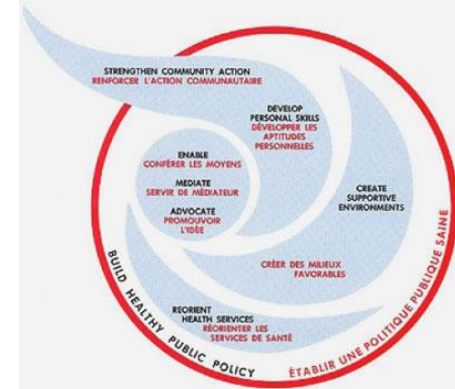 STRENGTHEN COMMUNITY ACTION
RENFORCER L'ACTION COMMUNAUTAIRE
DEVELOP
PERSONAL SKILLS
DÉVELOPPER LES
APTITUDES
PERSONNELLES
ENABLE
CONFÉRER LES MOYENS
MEDIATE
SERVIR DE MÉDIATEUR
ADVOCATE
PROMOUVOIR
L'IDÉE
CREATE
SUPPORTIVE
ENVIRONMENTS
CRÉER DES MILIEUX
FAVORABLES
REORIENT
HEALTH SERVICES
RÉORIENTER LES
SERVICES DE SANTÉ
BUILD HEALTHY PUBLIC POLICY
ÉTABLIR UNE POLITIQUE PUBLIQUE SAINE